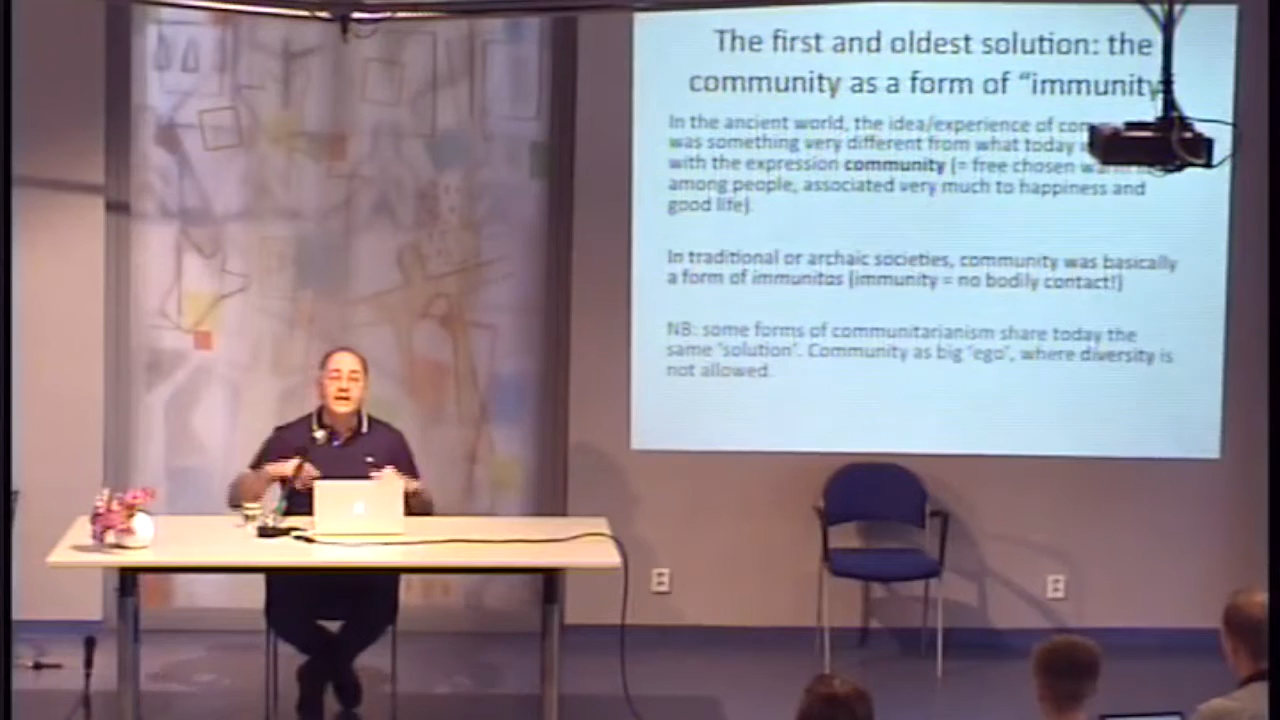 The first and oldest solution: the
community as a form of “immunity
In the ancient world, the idea/experience of
was something very different from what today
with the expression community (= free chosen
among people, associated very much to happiness and
good life).
In traditional or archaic societies, community was basically
a form of immunitas (immunity = no bodily contact!)
NB: some forms of communitarianism share today the
same ‘solution’. Community as big ‘ego’, where diversity is
not allowed.